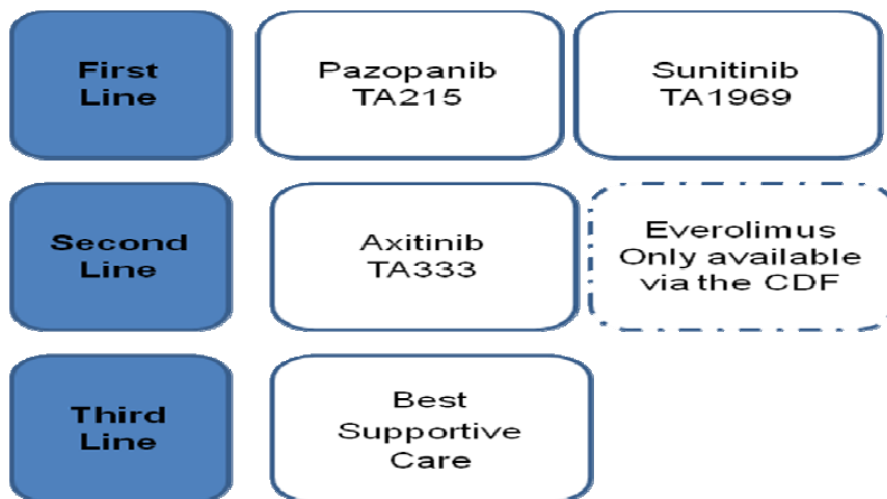 First
Line
Pazopanib
TA215
Sunitinib
TA1969
Second
Line
Axitinib
TA333
Everolimus
Only available
via the CDF
Third
Line
Best
Supportive
Care